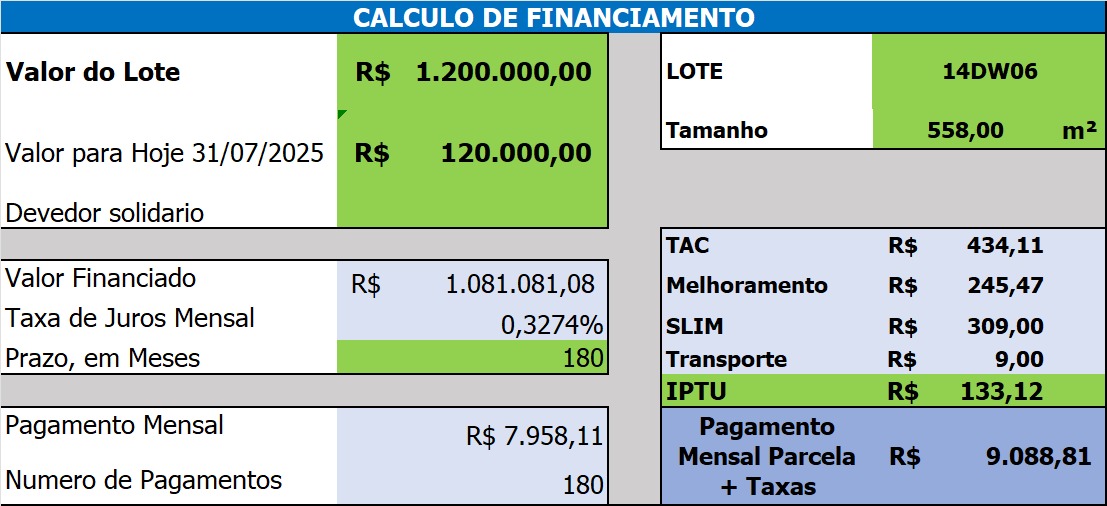 CALCULO DE FINANCIAMENTO
Valor do Lote R$ 1.200.000,00
Valor para Hoje 31/07/2025 R$ 120.000,00
Devedor solidario
LOTE 14DW06
Tamanho 558,00 m²
Valor Financiado R$ 1.081.081,08
Taxa de Juros Mensal 0,3274%
Prazo, em Meses 180
Pagamento Mensal R$ 7.958,11
Numero de Pagamentos 180
TAC R$ 434,11
Melhoramento R$ 245,47
SLIM R$ 309,00
Transporte R$ 9,00
IPTU R$ 133,12
Pagamento
Mensal Parcela R$ 9.088,81
+ Taxas